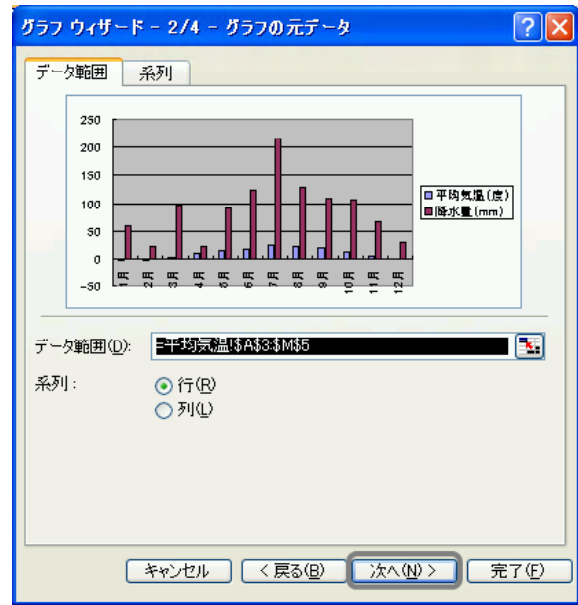 グラフ ウィザード - 2/4 - グラフの元データ
データ範囲 系列
250
200
150
100
50
0
-50
1月 2月 3月 4月 5月 6月 7月 8月 9月 10月 11月 12月
平均気温(度)
降水量(mm)
データ範囲(D): =平均気温!$A$3:$M$5
系列:
行(R)
列(L)
キャンセル < 戻る(B) 次へ(N) > 完了(F)